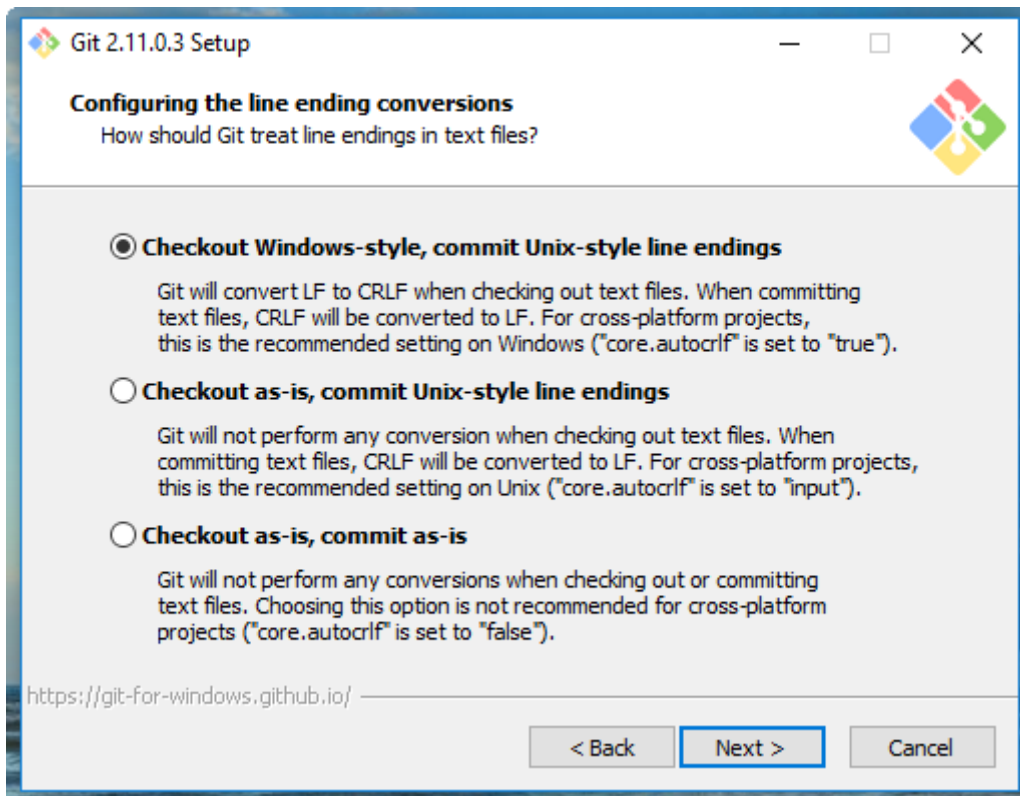 Git 2.11.0.3 Setup
Configuring the line ending conversions
How should Git treat line endings in text files?
Checkout Windows-style, commit Unix-style line endings
Git will convert LF to CRLF when checking out text files. When committing
text files, CRLF will be converted to LF. For cross-platform projects,
this is the recommended setting on Windows ("core.autocrlf" is set to "true").
Checkout as-is, commit Unix-style line endings
Git will not perform any conversion when checking out text files. When
committing text files, CRLF will be converted to LF. For cross-platform projects,
this is the recommended setting on Unix ("core.autocrlf" is set to "input").
Checkout as-is, commit as-is
Git will not perform any conversions when checking out or committing
text files. Choosing this option is not recommended for cross-platform
projects ("core.autocrlf" is set to "false").
https://git-for-windows.github.io/
< Back
Next >
Cancel